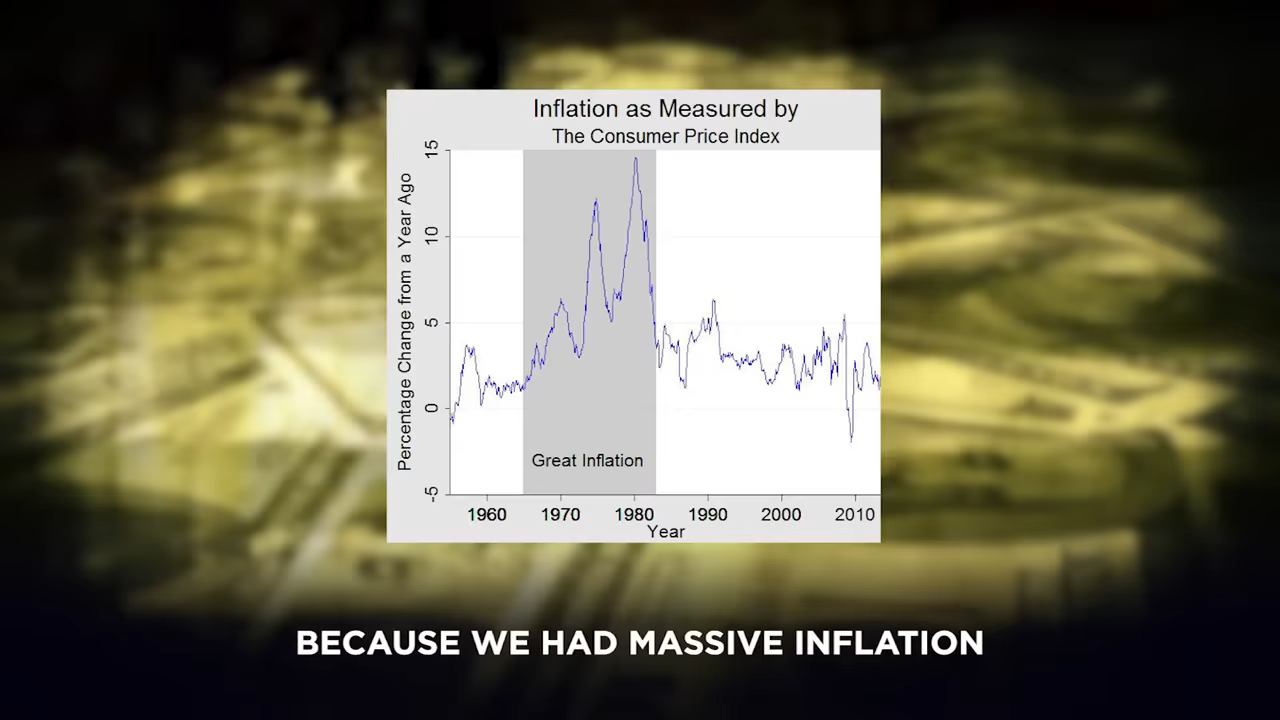 Inflation as Measured by
The Consumer Price Index
Percentage Change from a Year Ago
15
10
5
0
-5
Great Inflation
1960 1970 1980 1990 2000 2010
Year
BECAUSE WE HAD MASSIVE INFLATION